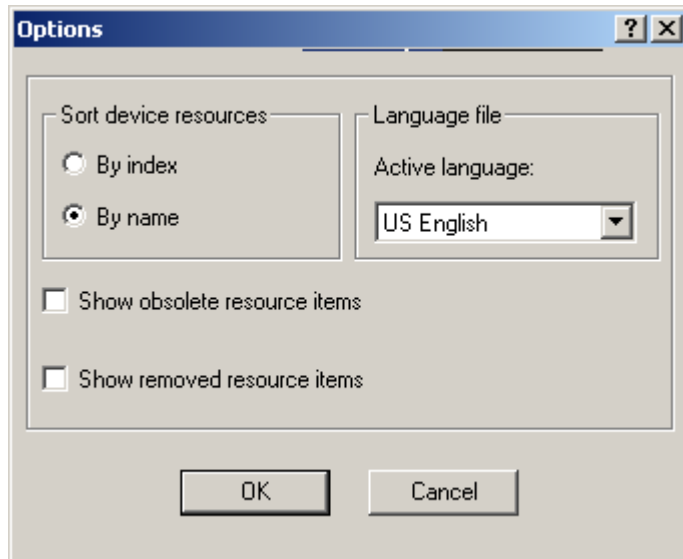 Options
Sort device resources
By index
By name
Language file
Active language:
US English
Show obsolete resource items
Show removed resource items
OK
Cancel